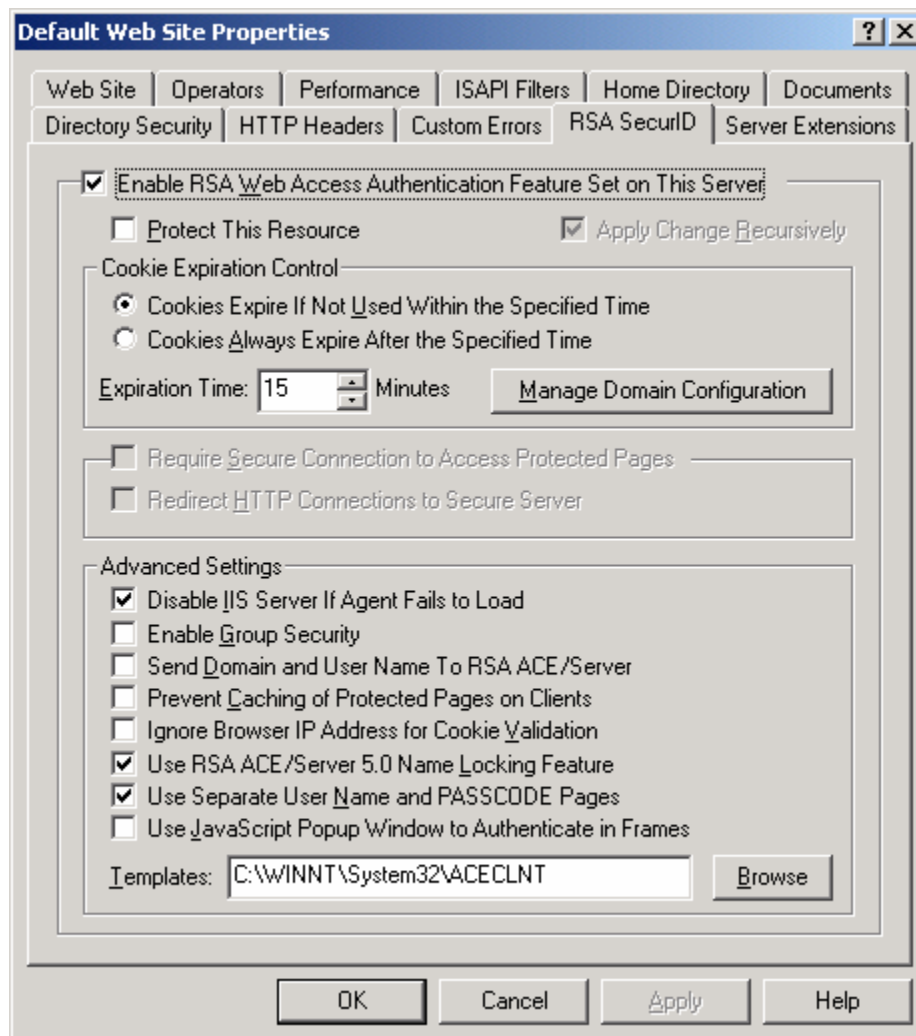 Default Web Site Properties
Web Site Operators Performance ISAPI Filters Home Directory Documents
Directory Security HTTP Headers Custom Errors RSA SecurID Server Extensions
Enable RSA Web Access Authentication Feature Set on This Server
Protect This Resource Apply Change Recursively
Cookie Expiration Control
Cookies Expire If Not Used Within the Specified Time
Cookies Always Expire After the Specified Time
Expiration Time: 15 Minutes Manage Domain Configuration
Require Secure Connection to Access Protected Pages
Redirect HTTP Connections to Secure Server
Advanced Settings
Disable IIS Server If Agent Fails to Load
Enable Group Security
Send Domain and User Name To RSA ACE/Server
Prevent Caching of Protected Pages on Clients
Ignore Browser IP Address for Cookie Validation
Use RSA ACE/Server 5.0 Name Locking Feature
Use Separate User Name and PASSCODE Pages
Use JavaScript Popup Window to Authenticate in Frames
Templates: C:\WINNT\System32\ACECLNT Browse
OK Cancel Apply Help